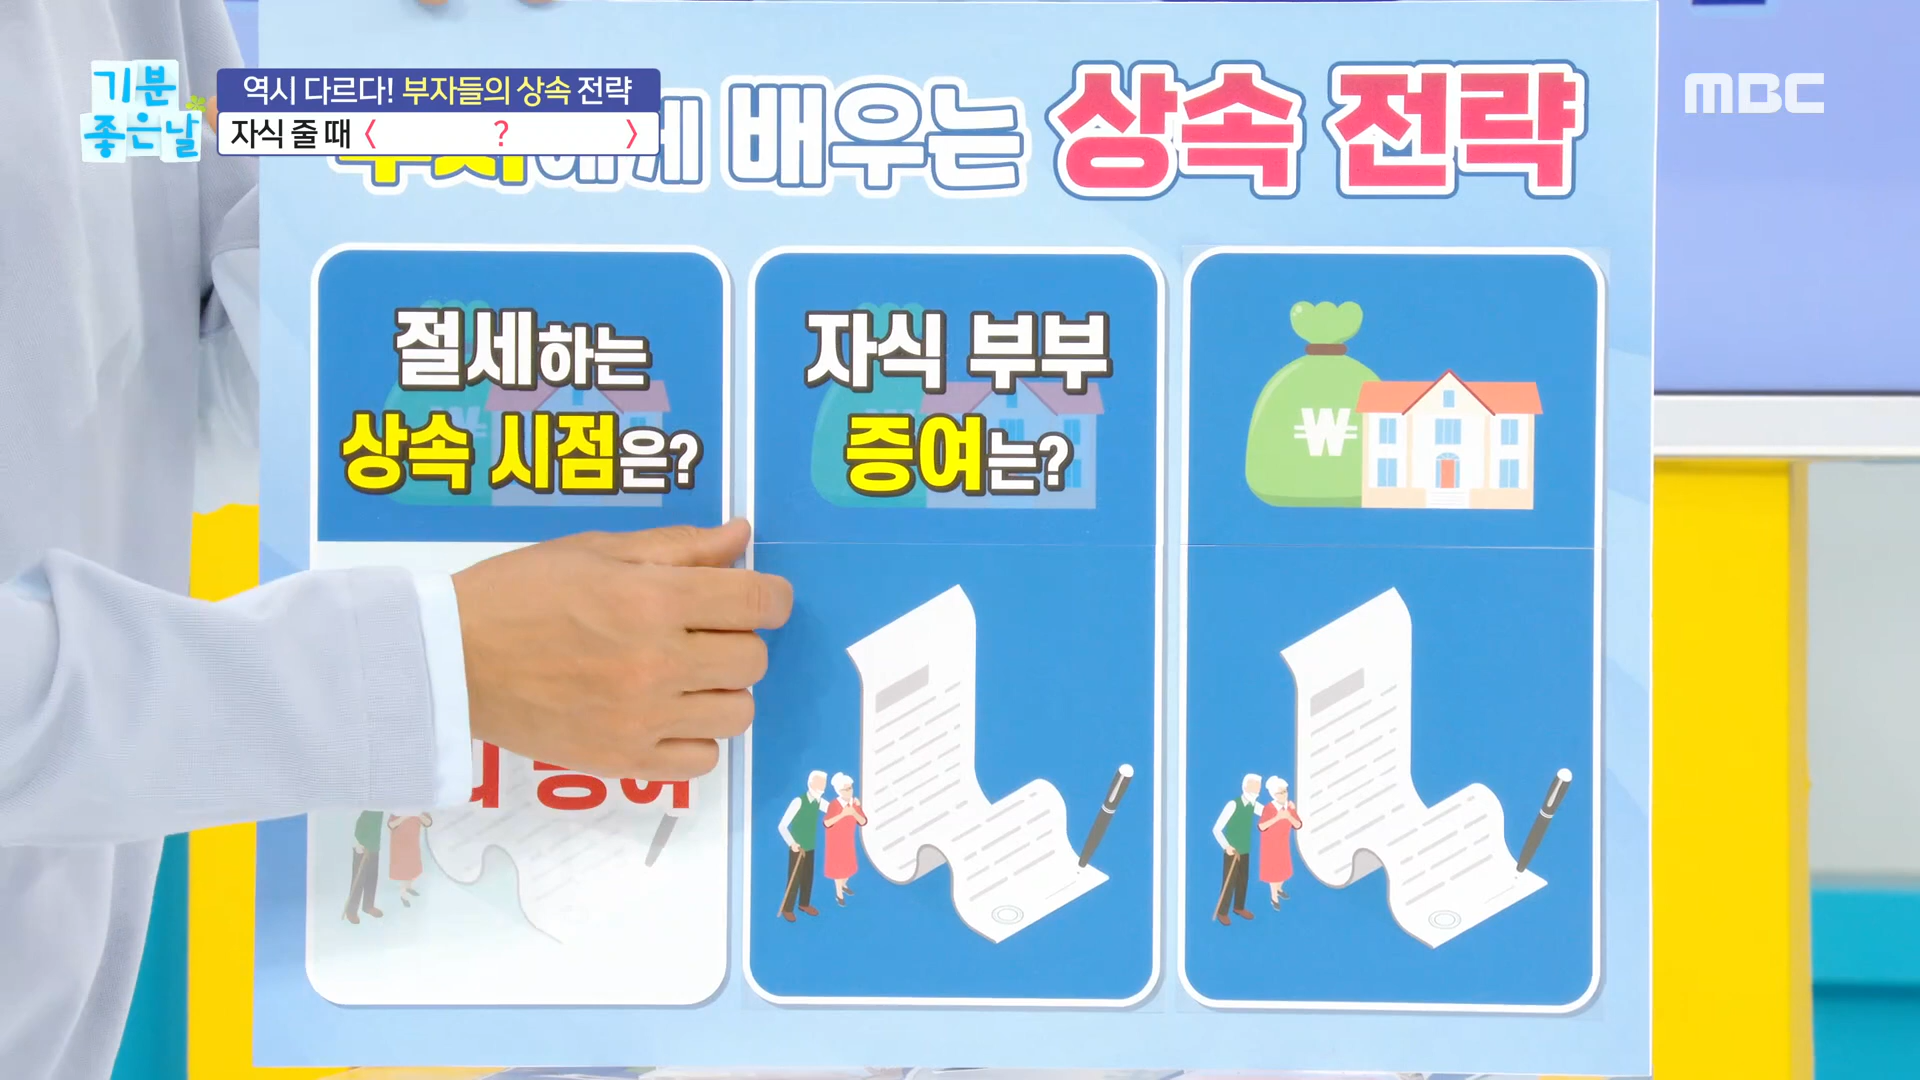 기분
좋은날
역시 다르다! 부자들의 상속 전략
자식 줄 때 〈 ? 〉
MBC
배우는 상속 전략
절세하는
상속 시점은?
자식 부부
증여는?
₩